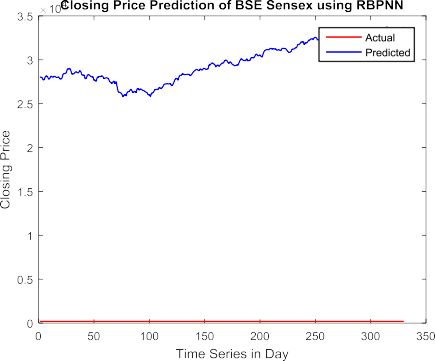 Closing Price Prediction of BSE Sensex using RBPNN
3.5
3
2.5
2
1.5
1
0.5
0
Closing Price
Actual
Predicted
0 50 100 150 200 250 300 350
Time Series in Day